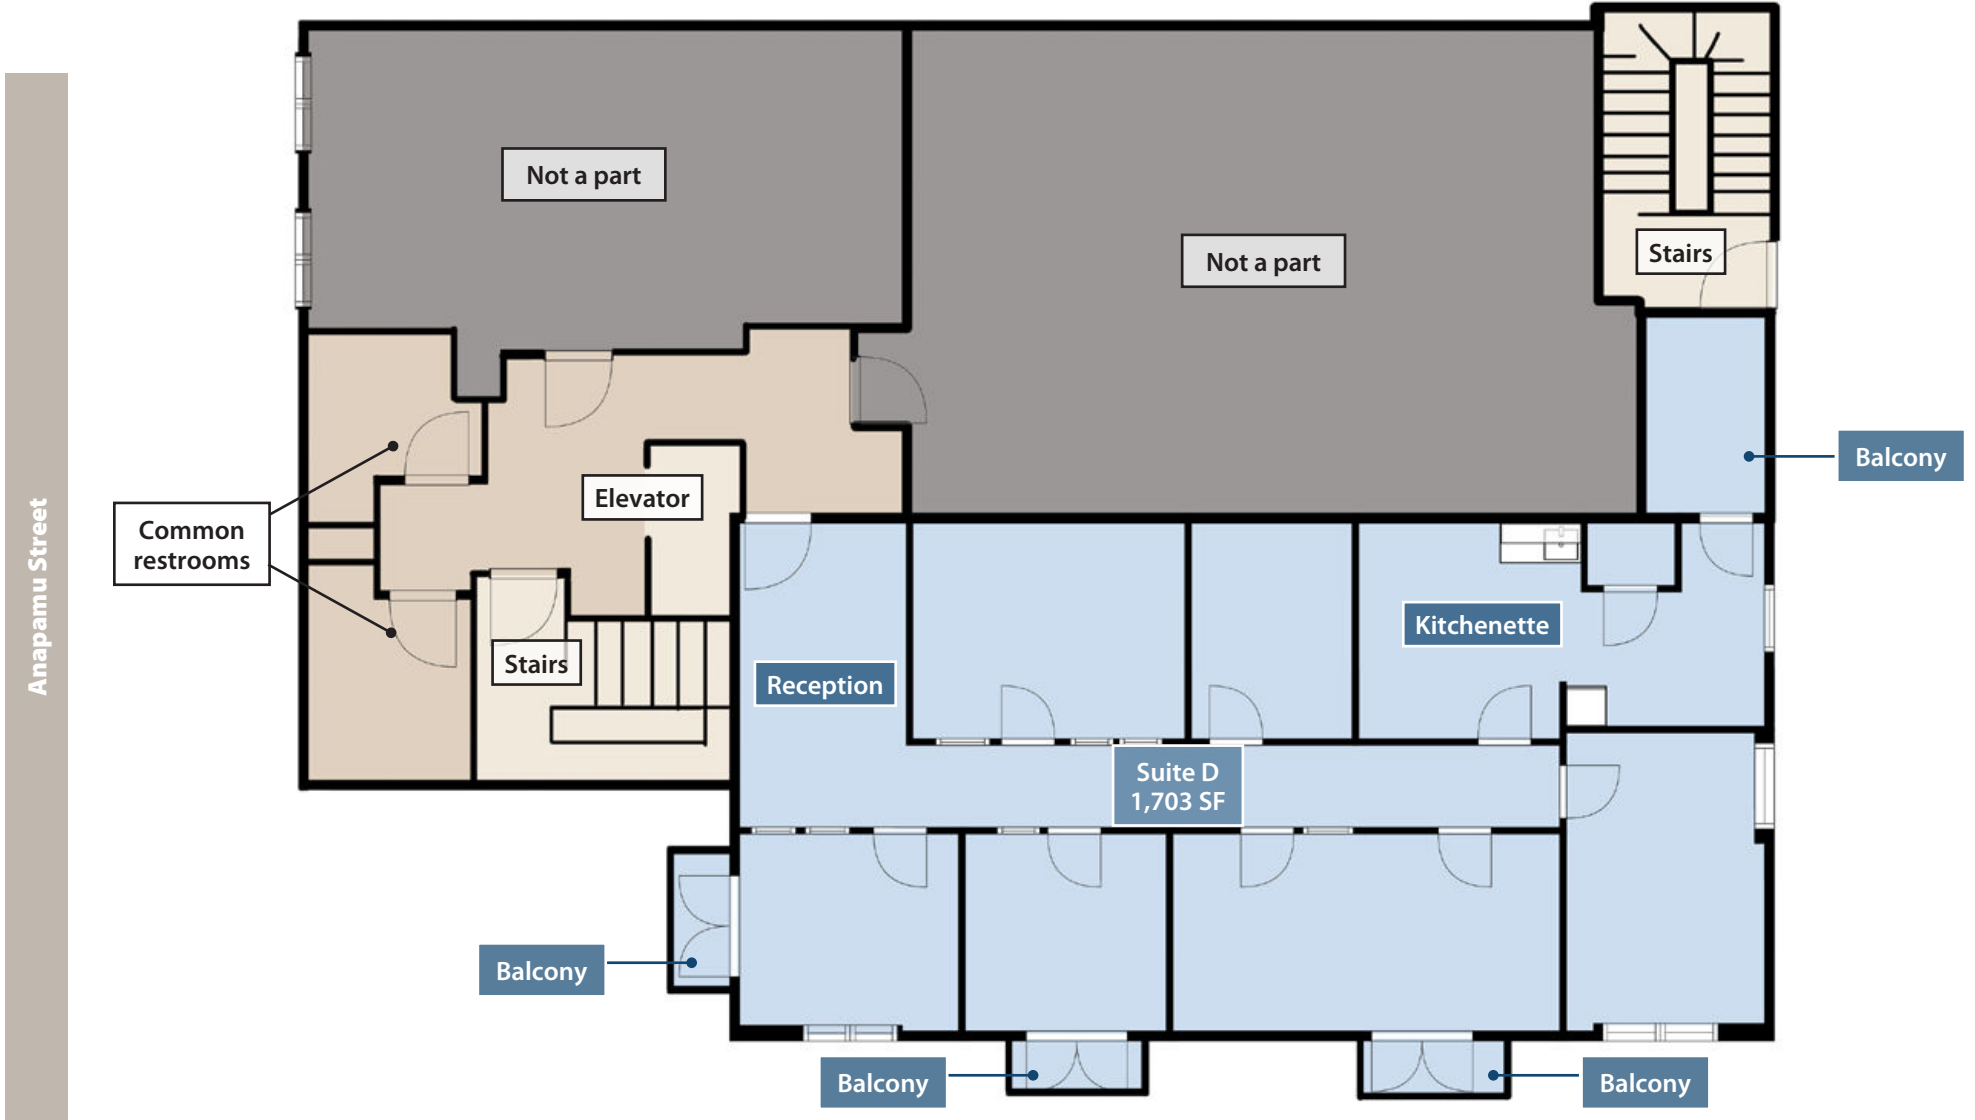 Not a part
Not a part
Stairs
Balcony
Elevator
Common
restrooms
Anapamu Street
Kitchenette
Stairs
Reception
Suite D
1,703 SF
Balcony
Balcony
Balcony